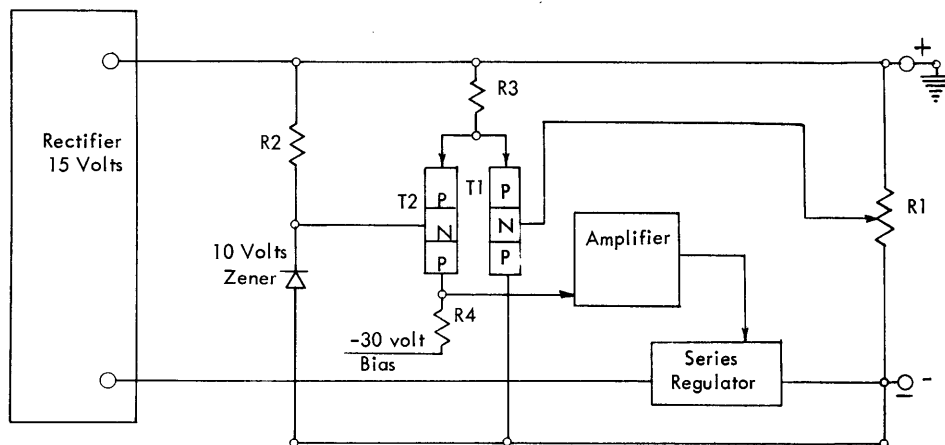 +
R3
R2
Rectifier
15 Volts
T2
T1
P
N
P
P
N
P
R1
Amplifier
10 Volts
Zener
R4
-30 volt
Bias
Series
Regulator
-